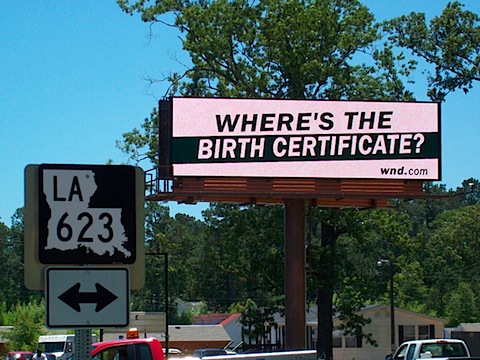 WHERE'S THE
BIRTH CERTIFICATE?
wnd.com
LA
623